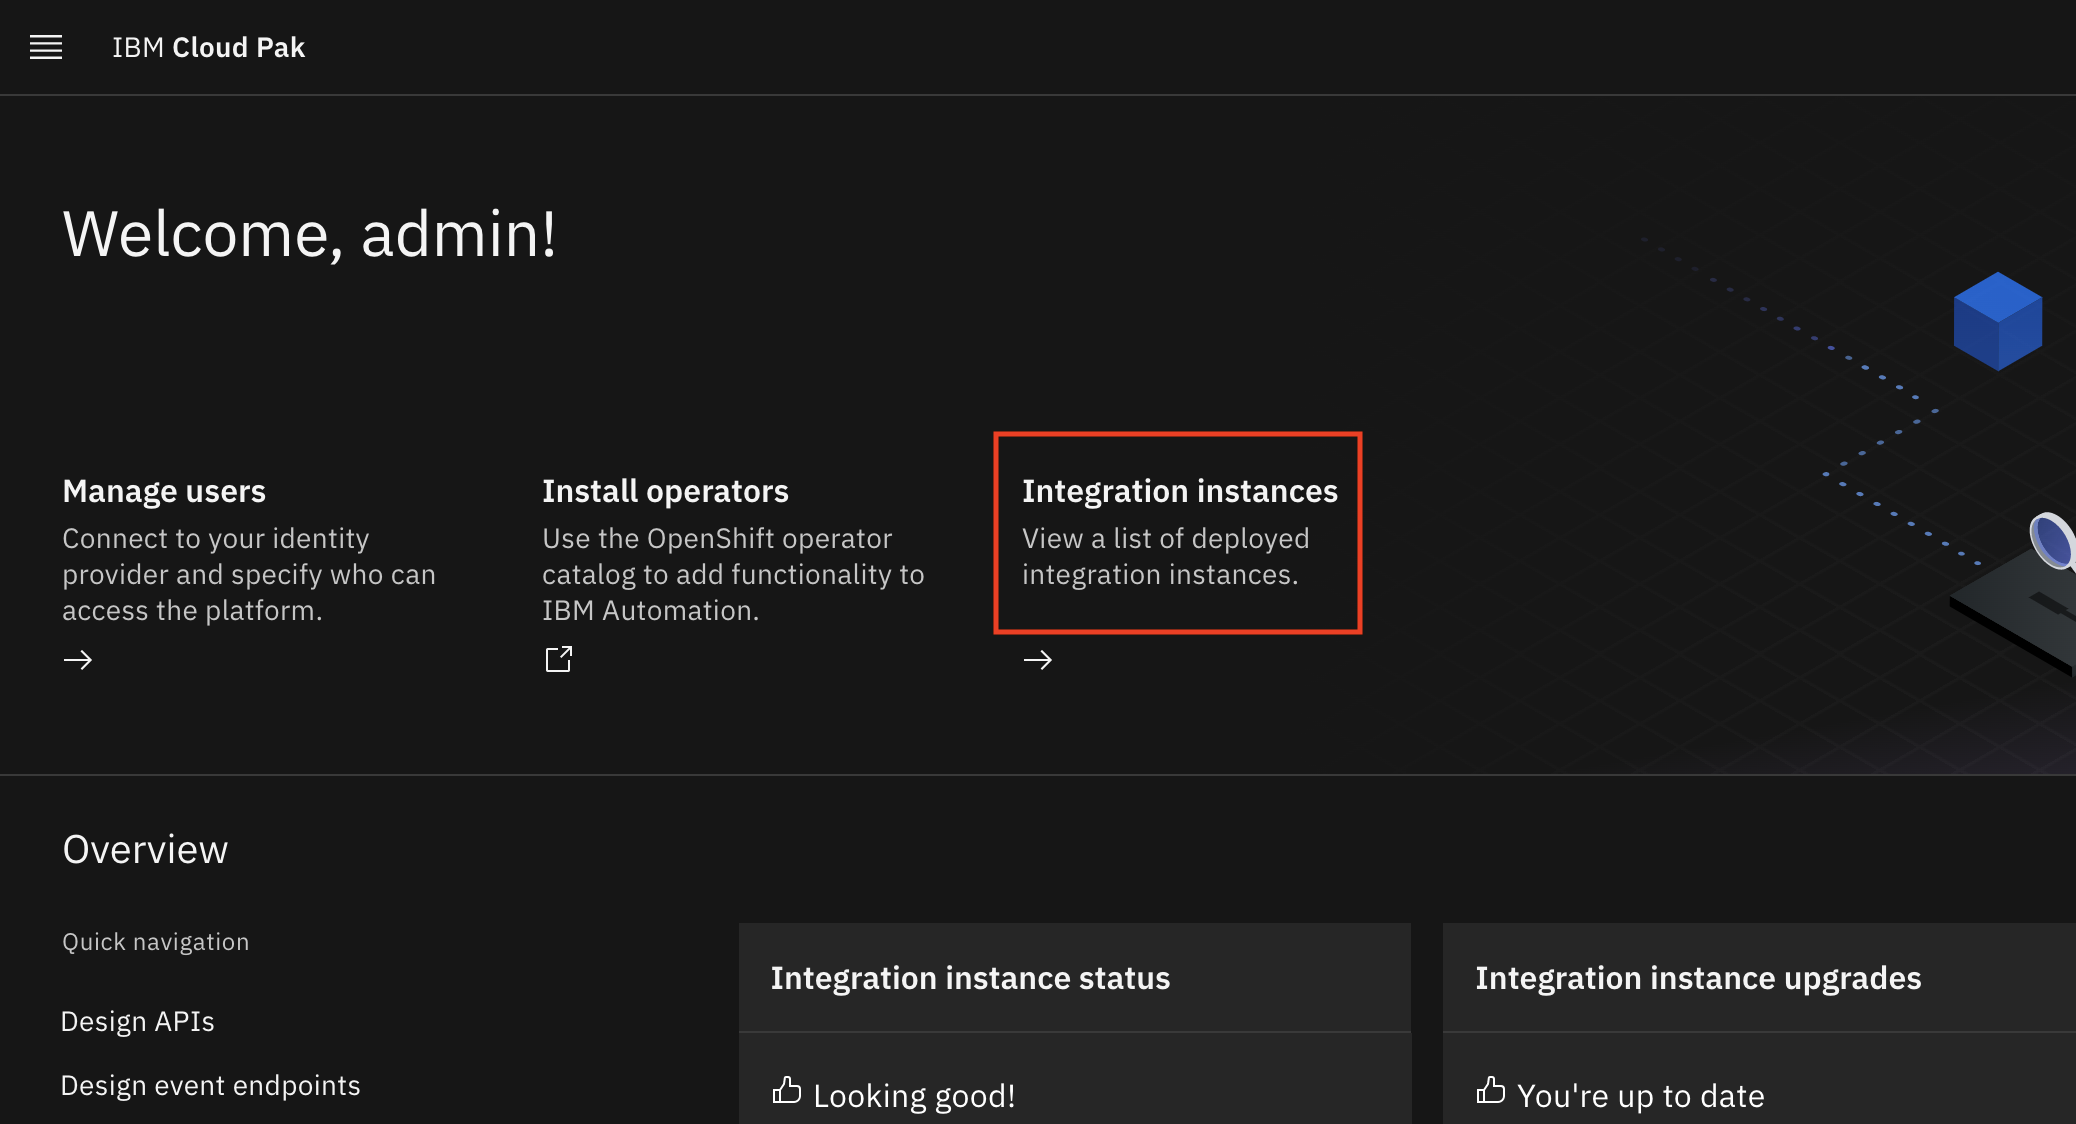 IBM Cloud Pak
Welcome, admin!
Manage users
Connect to your identity
provider and specify who can
access the platform.
Install operators
Use the OpenShift operator
catalog to add functionality to
IBM Automation.
Integration instances
View a list of deployed
integration instances.
Overview
Quick navigation
Design APIs
Design event endpoints
Integration instance status
Looking good!
Integration instance upgrades
You're up to date